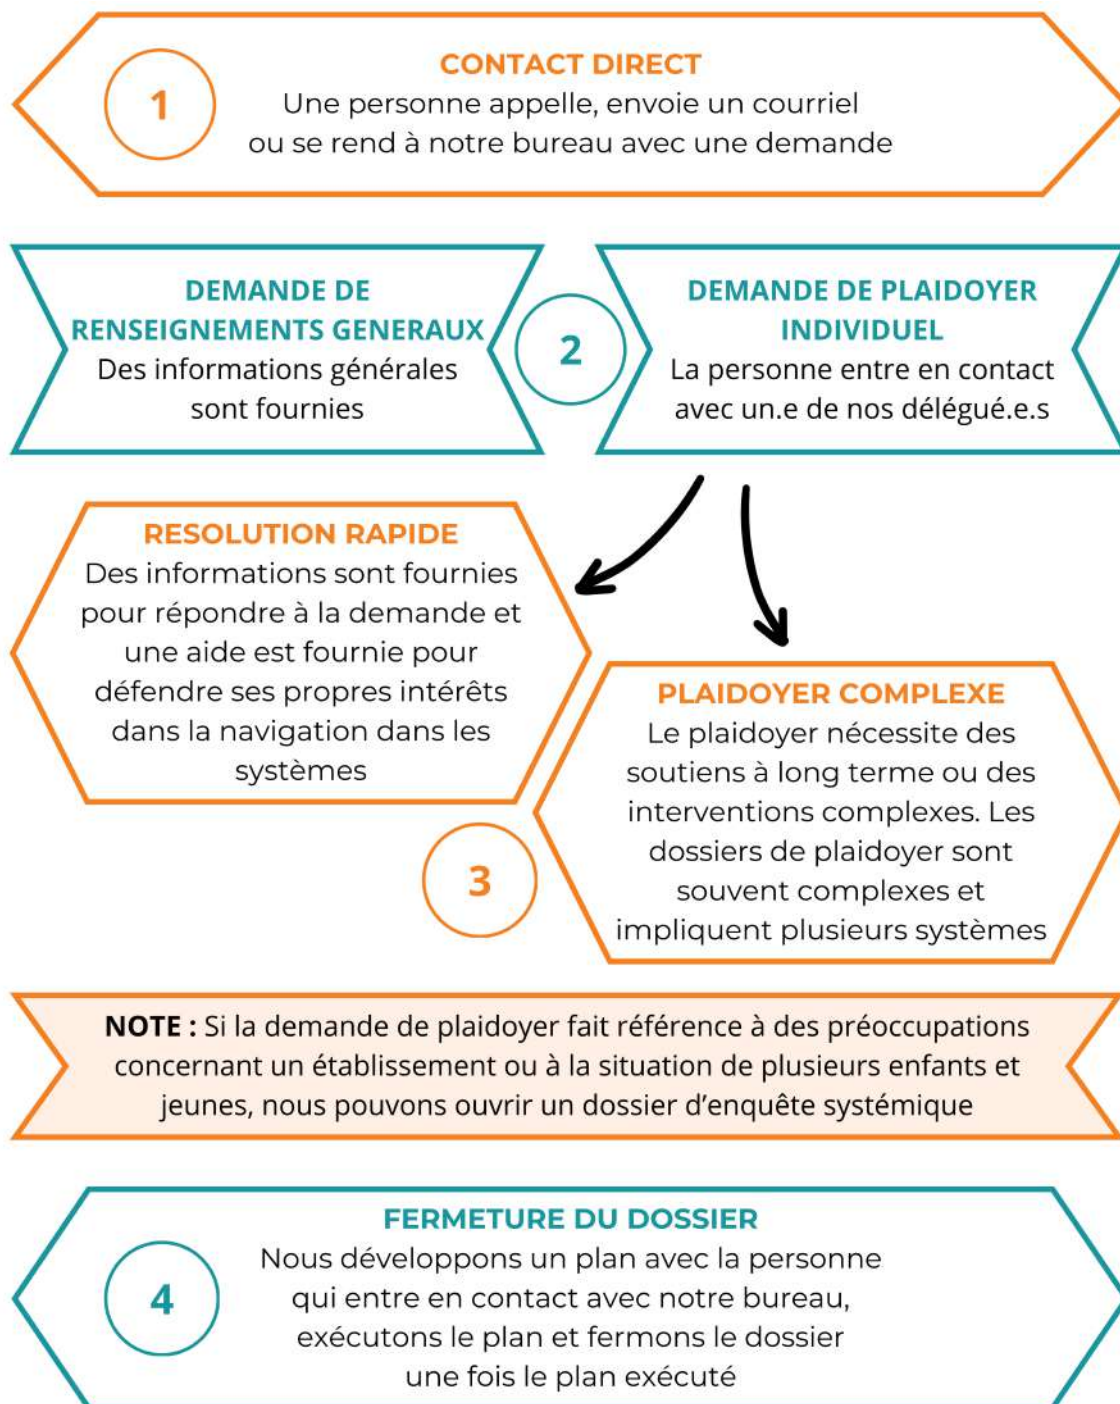 1
CONTACT DIRECT
Une personne appelle, envoie un courriel
ou se rend à notre bureau avec une demande
DEMANDE DE
RENSEIGNEMENTS GENERAUX
Des informations générales
sont fournies
2
DEMANDE DE PLAIDOYER
INDIVIDUEL
La personne entre en contact
avec un.e de nos délégué.e.s
RESOLUTION RAPIDE
Des informations sont fournies
pour répondre à la demande et
une aide est fournie pour
défendre ses propres intérêts
dans la navigation dans les
systèmes
3
PLAIDOYER COMPLEXE
Le plaidoyer nécessite des
soutiens à long terme ou des
interventions complexes. Les
dossiers de plaidoyer sont
souvent complexes et
impliquent plusieurs systèmes
NOTE : Si la demande de plaidoyer fait référence à des préoccupations
concernant un établissement ou à la situation de plusieurs enfants et
jeunes, nous pouvons ouvrir un dossier d'enquête systémique
4
FERMETURE DU DOSSIER
Nous développons un plan avec la personne
qui entre en contact avec notre bureau,
exécutons le plan et fermons le dossier
une fois le plan exécuté